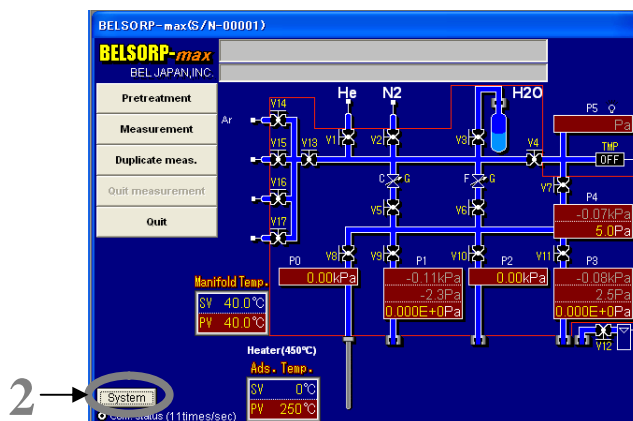 BELSORP-max(S/N-00001)
BELSORP-max
BEL JAPAN,INC.
Pretreatment
Measurement
Duplicate meas.
Quit measurement
Quit
He
N2
H2O
Ar
V14
V15
V13
V16
V17
V1
V2
V3
V4
P5
Q
Pa
TMP
OFF
V7
C
G
F
G
V5
V6
P4
-0.07kPa
5.0Pa
V8
V9
V10
V11
P0
0.00kPa
P1
-0.11kPa
-2.3Pa
0.000E+0Pa
P2
0.00kPa
P3
-0.08kPa
2.5Pa
0.000E+0Pa
V12
Manifold Temp.
SV 40.0℃
PV 40.0℃
Heater(450℃)
Ads. Temp.
SV 0℃
PV 250℃
2
System
status (11times/sec)